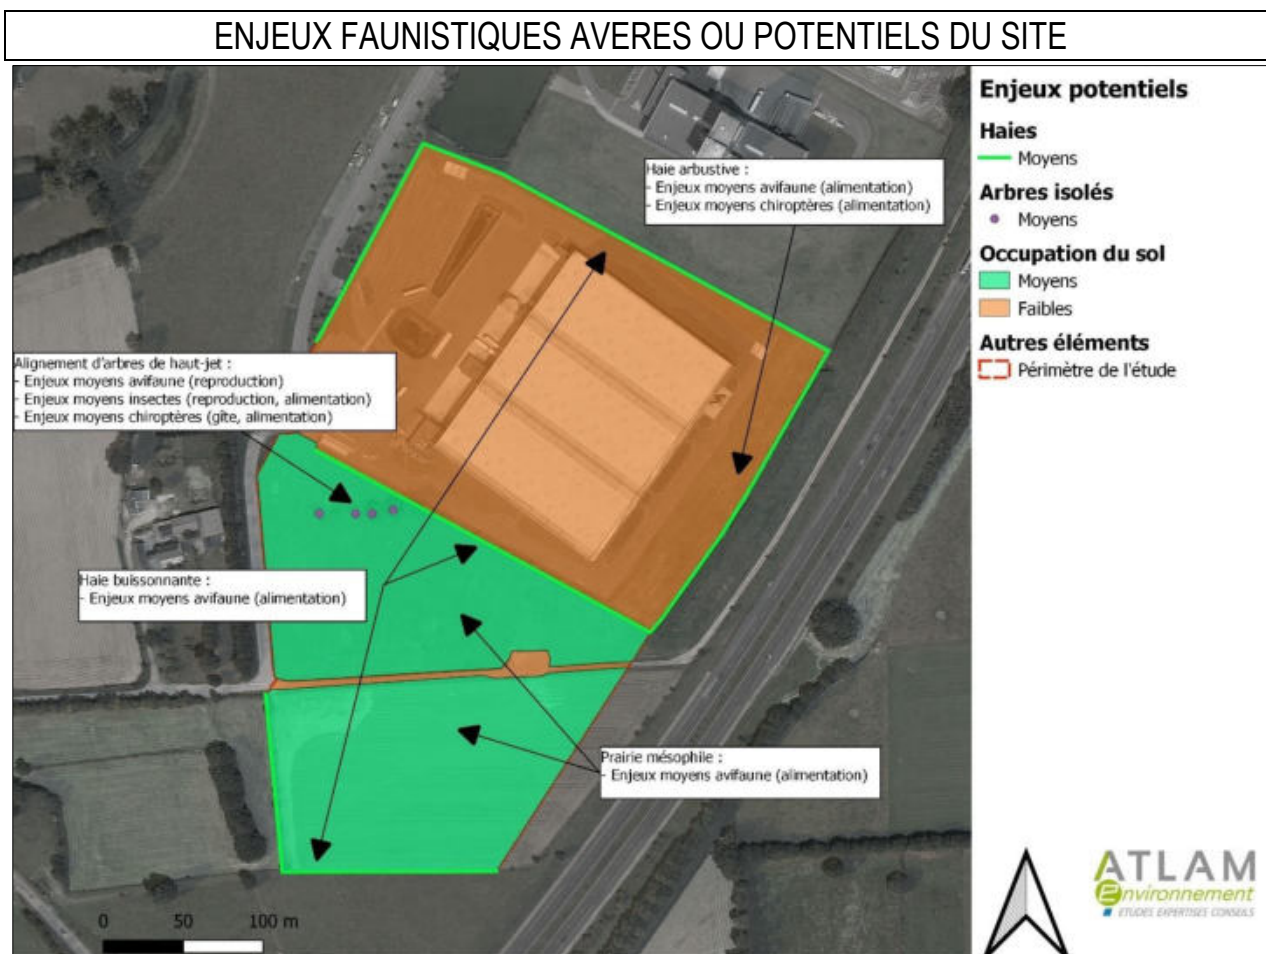 ENJEUX FAUNISTIQUES AVERES OU POTENTIELS DU SITE
Enjeux potentiels
Haies
Moyens
Arbres isolés
Moyens
Occupation du sol
Moyens
Faibles
Autres éléments
Périmètre de l'étude
Haie arbustive :
- Enjeux moyens avifaune (alimentation)
- Enjeux moyens chiroptères (alimentation)
Alignement d'arbres de haut-jet :
- Enjeux moyens avifaune (reproduction)
- Enjeux moyens insectes (reproduction, alimentation)
- Enjeux moyens chiroptères (gîte, alimentation)
Haie buissonnante :
- Enjeux moyens avifaune (alimentation)
Prairie mésophile :
- Enjeux moyens avifaune (alimentation)
0 50 100 m
ATLAM
environnement
ETUDES EXPERTISES CONSEILS